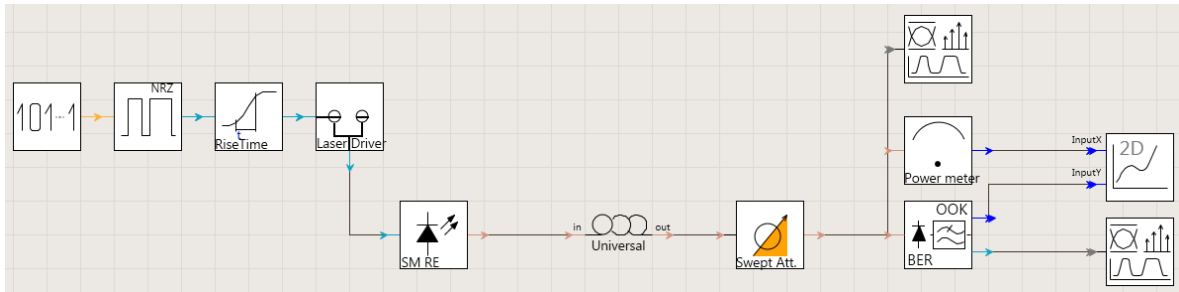 101...1
NRZ
t
RiseTime
Laser Driver
SM RE
in
out
Universal
Swept Att.
Power meter
InputX
InputY
2D
OOK
BER